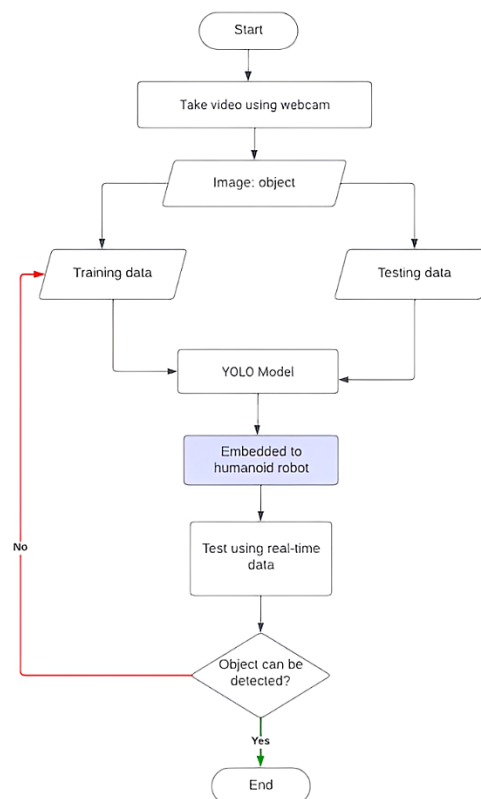 Start
Take video using webcam
Image: object
Training data
Testing data
YOLO Model
Embedded to
humanoid robot
Test using real-time
data
No
Object can be
detected?
Yes
End